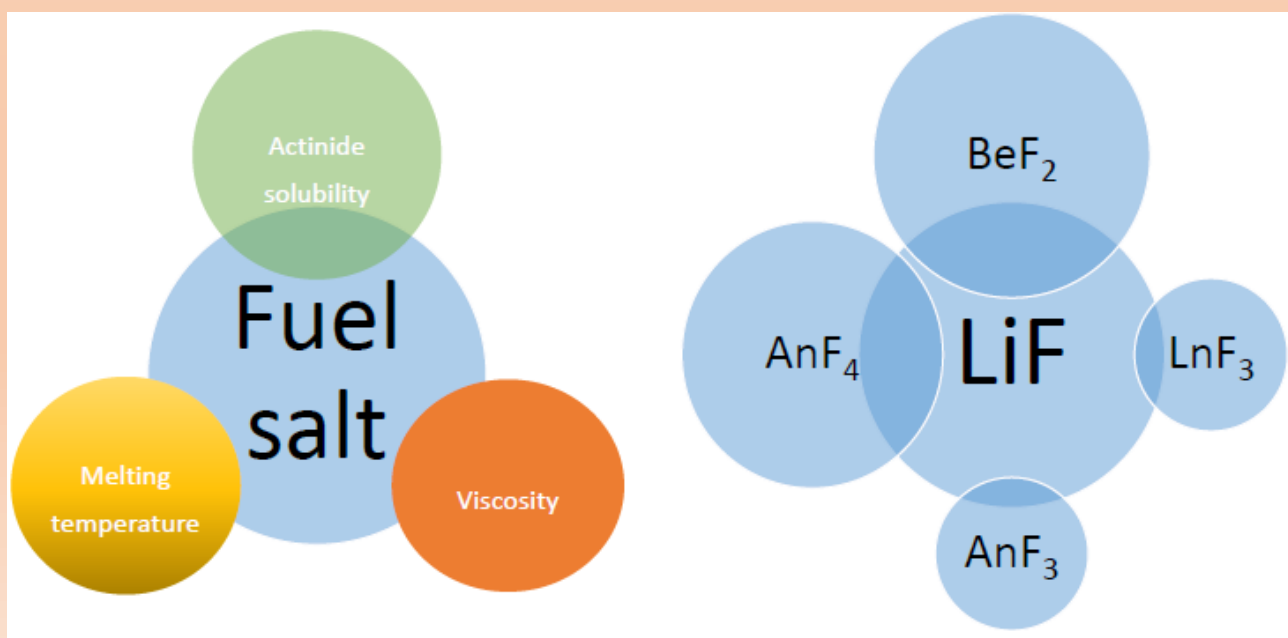 Actinide
solubility
Fuel
salt
Melting
temperature
Viscosity
BeF₂
AnF₄
LiF
LnF₃
AnF₃